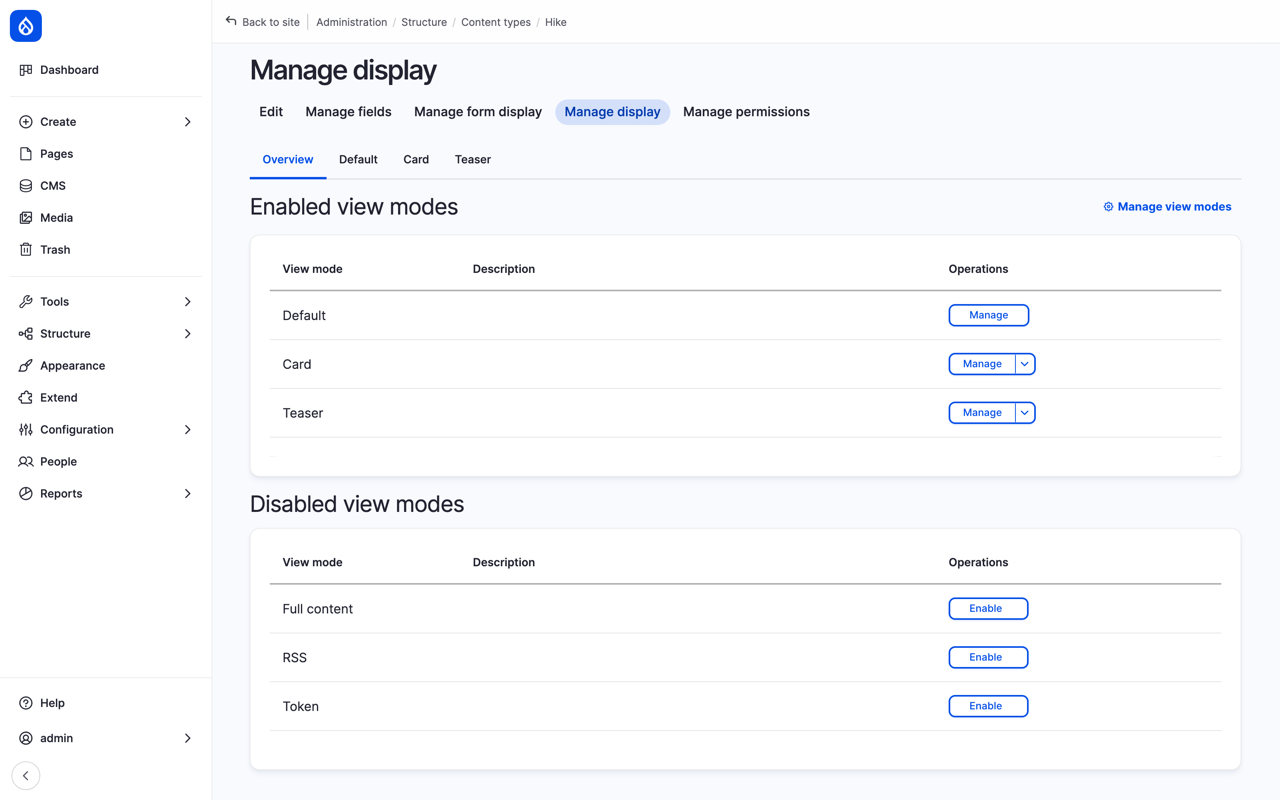 Back to site
Administration / Structure / Content types / Hike
Dashboard
Create
Pages
CMS
Media
Trash
Tools
Structure
Appearance
Extend
Configuration
People
Reports
Help
admin
Manage display
Edit Manage fields Manage form display Manage display Manage permissions
Overview Default Card Teaser
Enabled view modes
Manage view modes
View mode Description Operations
Default Manage
Card Manage
Teaser Manage
Disabled view modes
View mode Description Operations
Full content Enable
RSS Enable
Token Enable